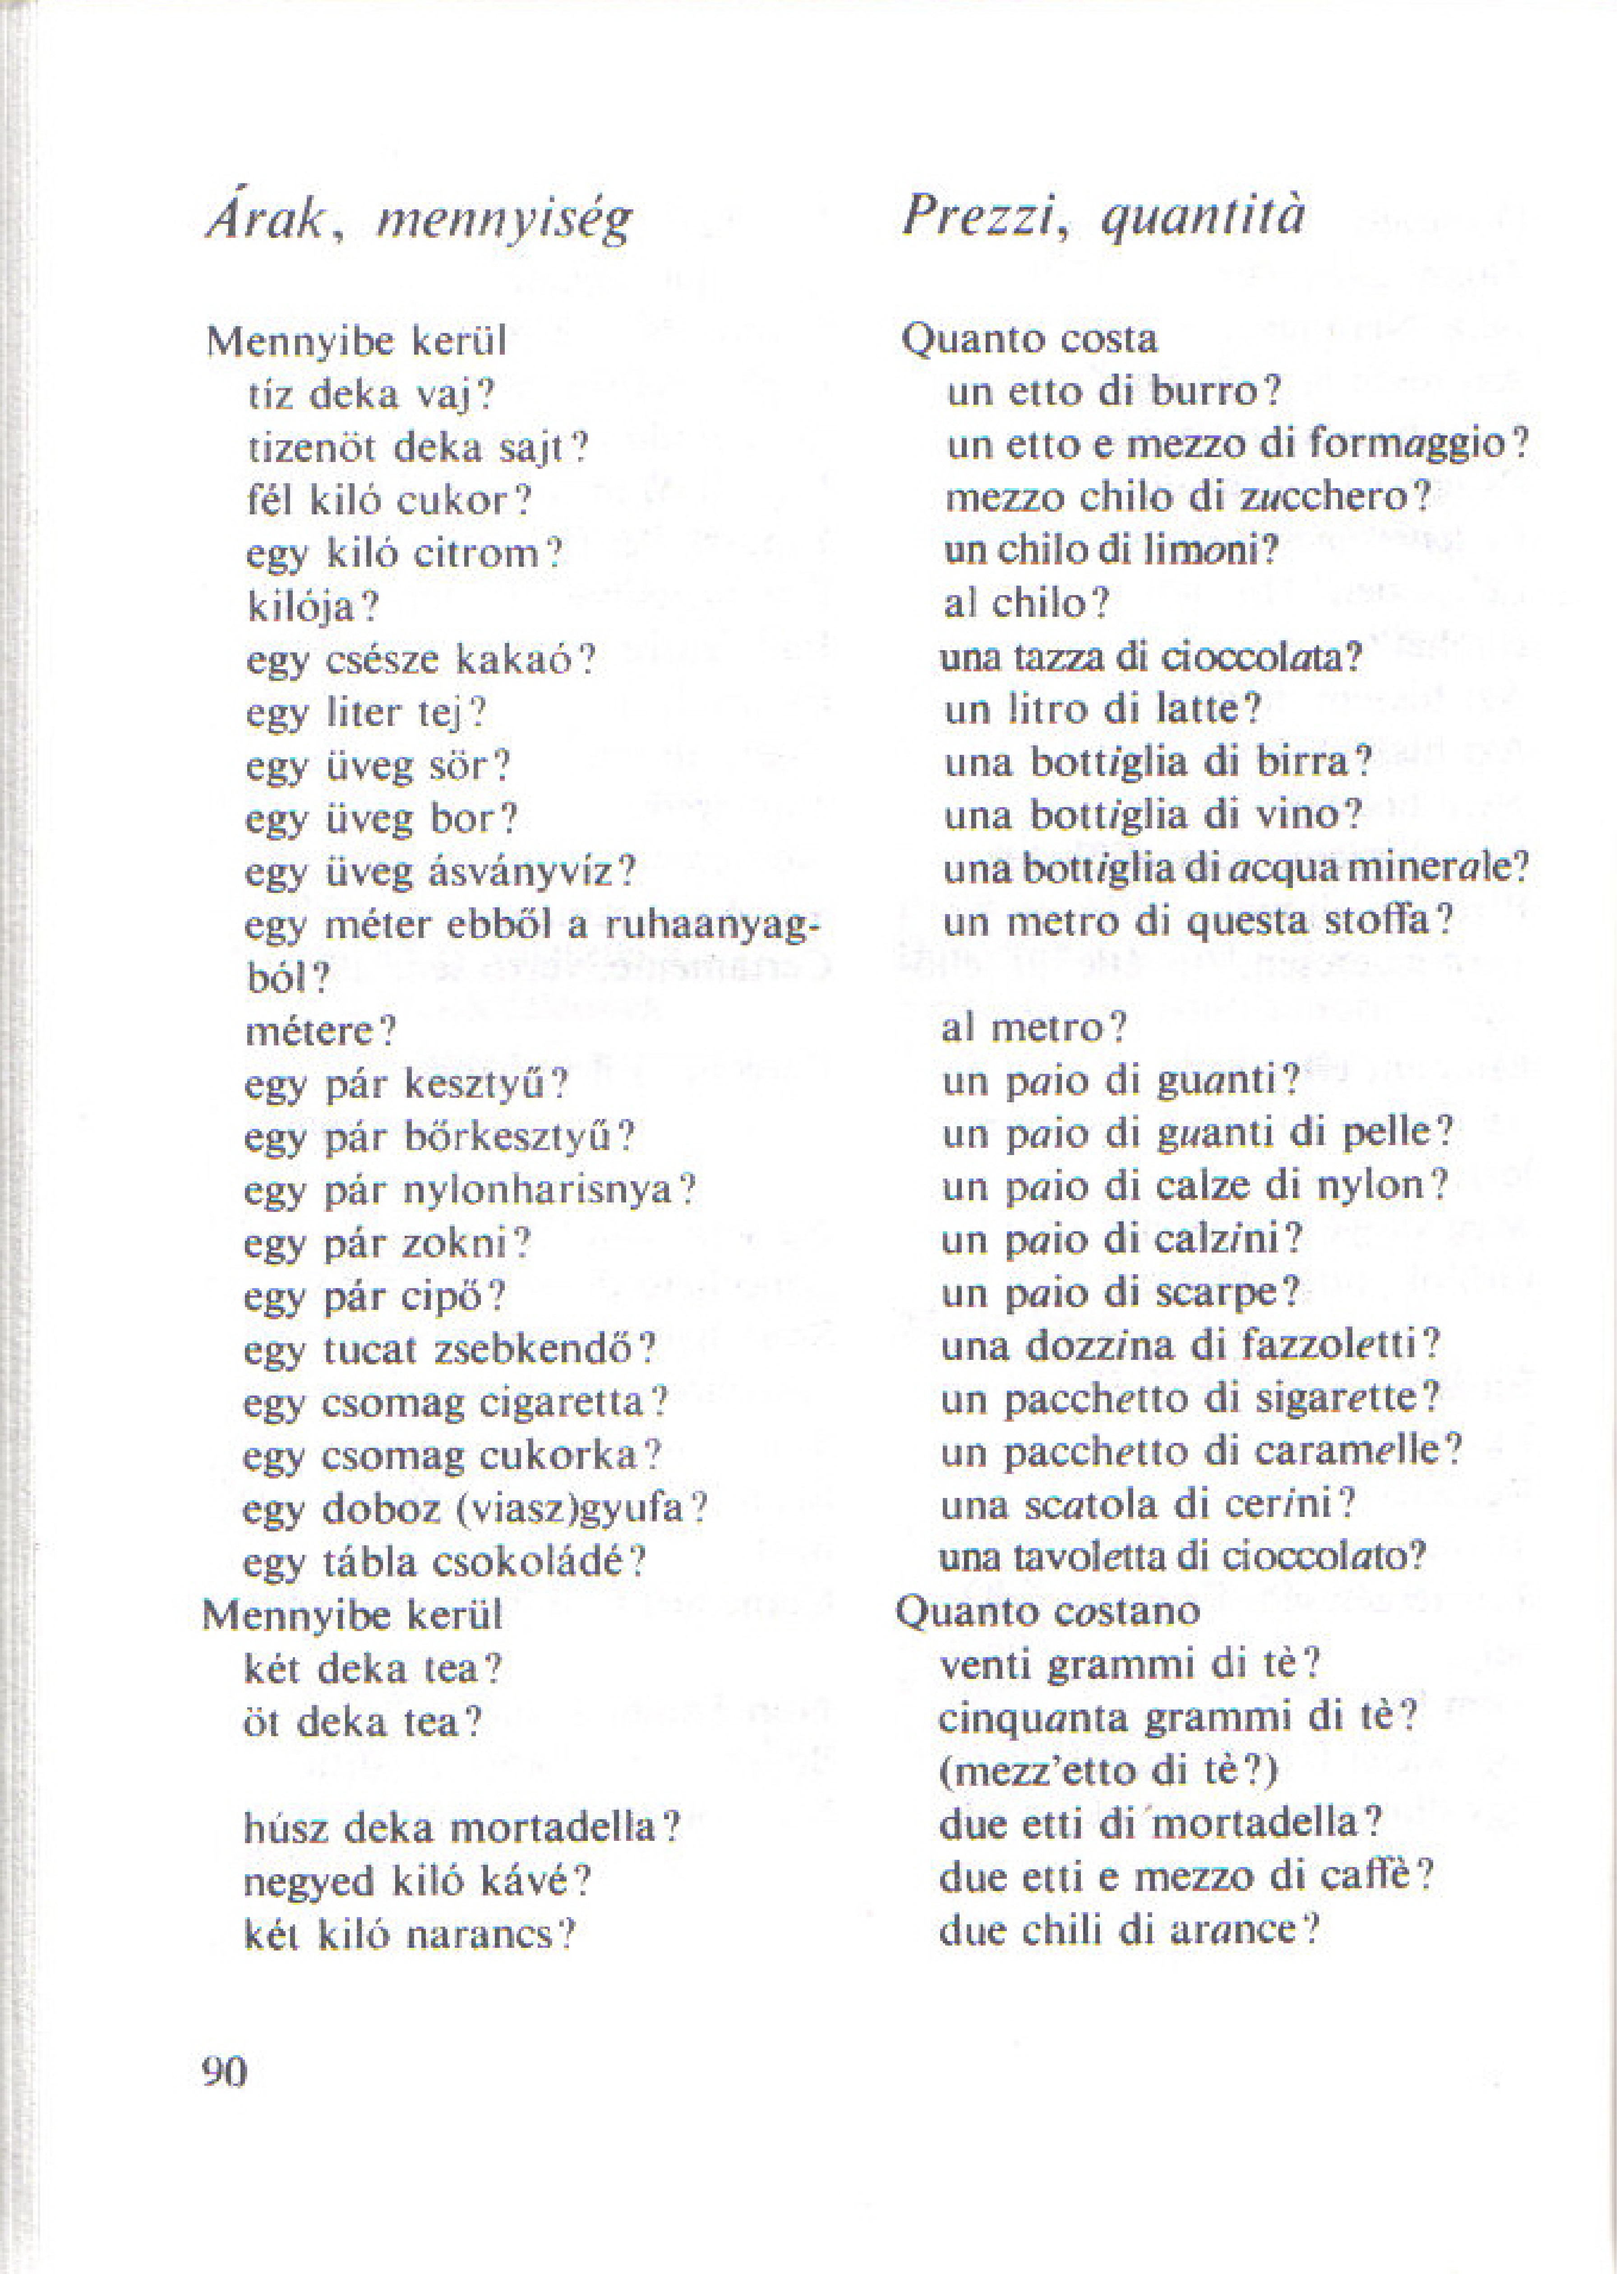 Árak, mennyiség
Mennyibe kerül
tíz deka vaj?
tizenöt deka sajt?
fél kiló cukor?
egy kiló citrom?
kilója?
egy csésze kakaó?
egy liter tej?
egy üveg sör?
egy üveg bor?
egy üveg ásványvíz?
egy méter ebből a ruhaanyag-
ból?
métere?
egy pár kesztyű?
egy pár bőrkesztyű?
egy pár nylonharisnya?
egy pár zokni?
egy pár cipő?
egy tucat zsebkendő?
egy csomag cigaretta?
egy csomag cukorka?
egy doboz (viasz)gyufa?
egy tábla csokoládé?
Mennyibe kerül
két deka tea?
öt deka tea?
húsz deka mortadella?
negyed kiló kávé?
két kiló narancs?
Prezzi, quantità
Quanto costa
un etto di burro?
un etto e mezzo di formaggio?
mezzo chilo di zucchero?
un chilo di limoni?
al chilo?
una tazza di cioccolata?
un litro di latte?
una bottiglia di birra?
una bottiglia di vino?
una bottiglia di acqua minerale?
un metro di questa stoffa?
al metro?
un paio di guanti?
un paio di guanti di pelle?
un paio di calze di nylon?
un paio di calzini?
un paio di scarpe?
una dozzina di fazzoletti?
un pacchetto di sigarette?
un pacchetto di caramelle?
una scatola di cerini?
una tavoletta di cioccolato?
Quanto costano
venti grammi di tè?
cinquanta grammi di tè?
(mezz'etto di tè?)
due etti di mortadella?
due etti e mezzo di caffè?
due chili di arance?
90